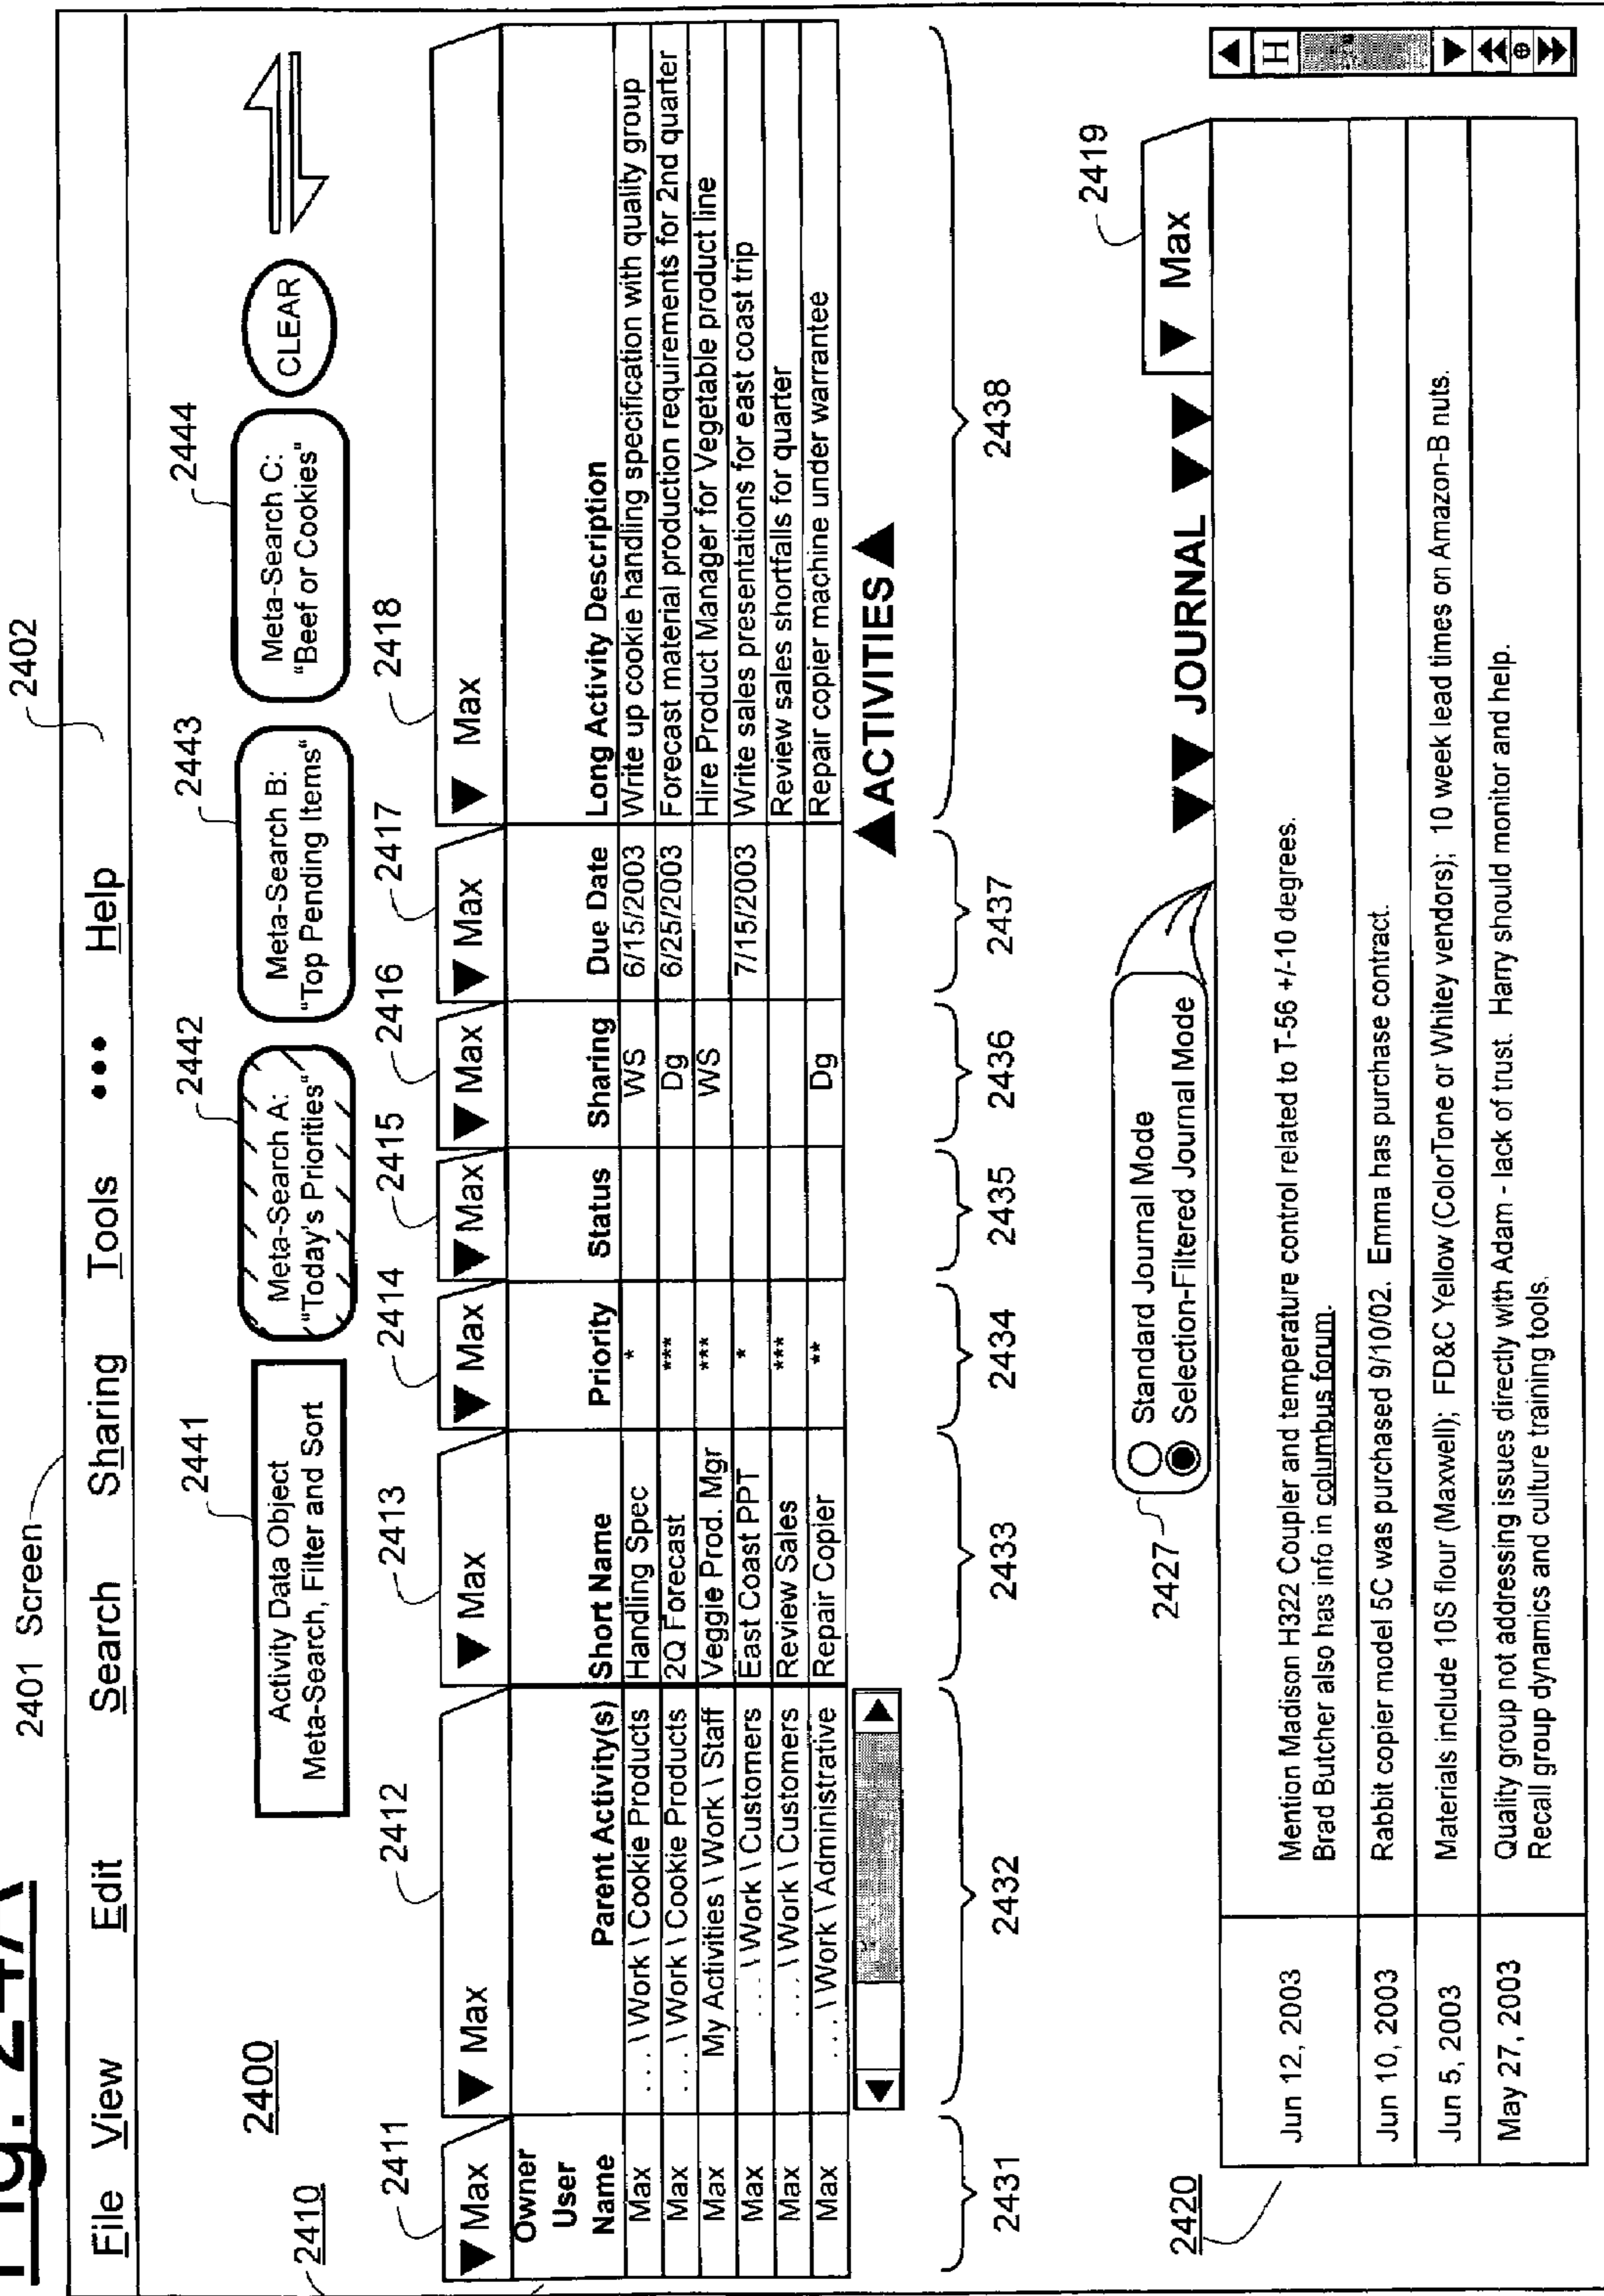 Fig. 24A
2401 Screen
2402
File View Edit Search Sharing Tools ••• Help
2400
2441
2442
2443
2444
Activity Data Object
Meta-Search, Filter and Sort
Meta-Search A:
"Today's Priorities"
Meta-Search B:
"Top Pending Items"
Meta-Search C:
"Beef or Cookies"
CLEAR
2410
2411 2412 2413 2414 2415 2416 2417 2418
▼ Max ▼ Max ▼ Max ▼ Max ▼ Max ▼ Max ▼ Max ▼ Max
Owner User Name Parent Activity(s) Short Name Priority Status Sharing Due Date Long Activity Description
Max ... \ Work \ Cookie Products Handling Spec * WS 6/15/2003 Write up cookie handling specification with quality group
Max ... \ Work \ Cookie Products 2Q Forecast *** Dg 6/25/2003 Forecast material production requirements for 2nd quarter
Max My Activities \ Work \ Staff Veggie Prod. Mgr *** WS Hire Product Manager for Vegetable product line
Max ... \ Work \ Customers East Coast PPT * 7/15/2003 Write sales presentations for east coast trip
Max ... \ Work \ Customers Review Sales *** Review sales shortfalls for quarter
Max ... \ Work \ Administrative Repair Copier ** Dg Repair copier machine under warrantee
▲ ACTIVITIES ▲
2431 2432 2433 2434 2435 2436 2437 2438
2427
Standard Journal Mode
Selection-Filtered Journal Mode
▼▼ JOURNAL ▼▼
2419
▼ Max
2420
H
Jun 12, 2003 Mention Madison H322 Coupler and temperature control related to T-56 +/-10 degrees.
Brad Butcher also has info in columbus forum.
Jun 10, 2003 Rabbit copier model 5C was purchased 9/10/02. Emma has purchase contract.
Jun 5, 2003 Materials include 10S flour (Maxwell); FD&C Yellow (ColorTone or Whitey vendors); 10 week lead times on Amazon-B nuts.
May 27, 2003 Quality group not addressing issues directly with Adam - lack of trust. Harry should monitor and help.
Recall group dynamics and culture training tools.